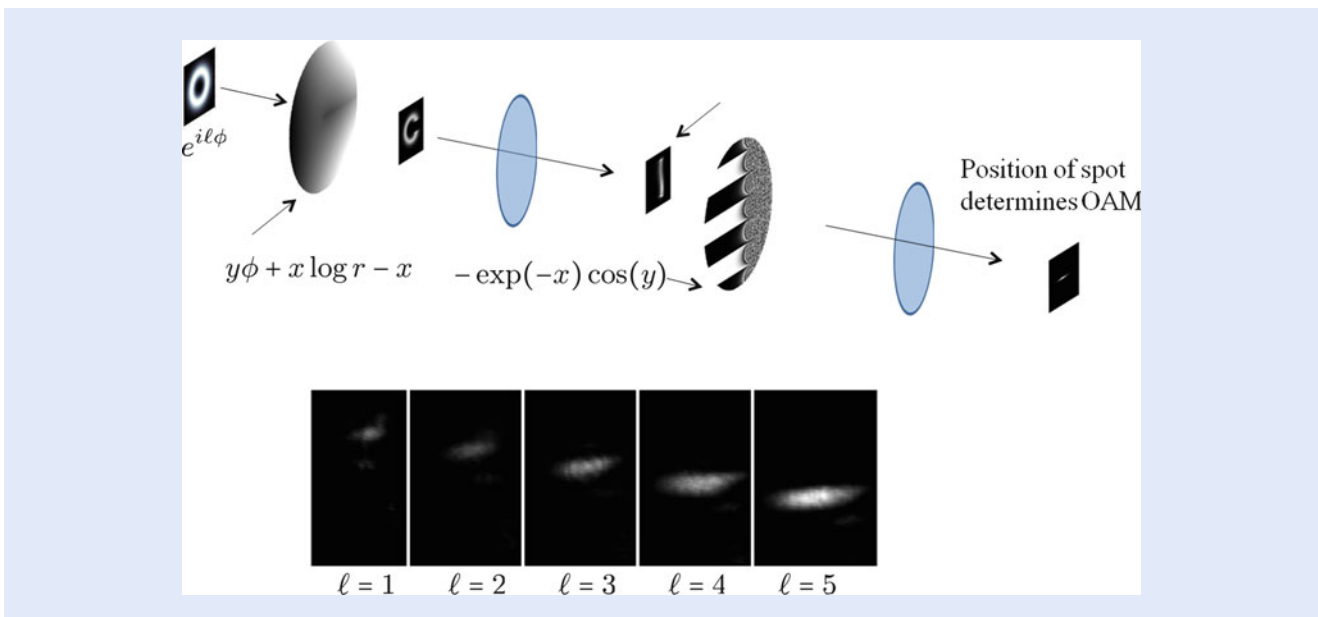 e^{iℓϕ}
Position of spot
determines OAM
yϕ + x log r − x
− exp(−x) cos(y)
ℓ = 1
ℓ = 2
ℓ = 3
ℓ = 4
ℓ = 5